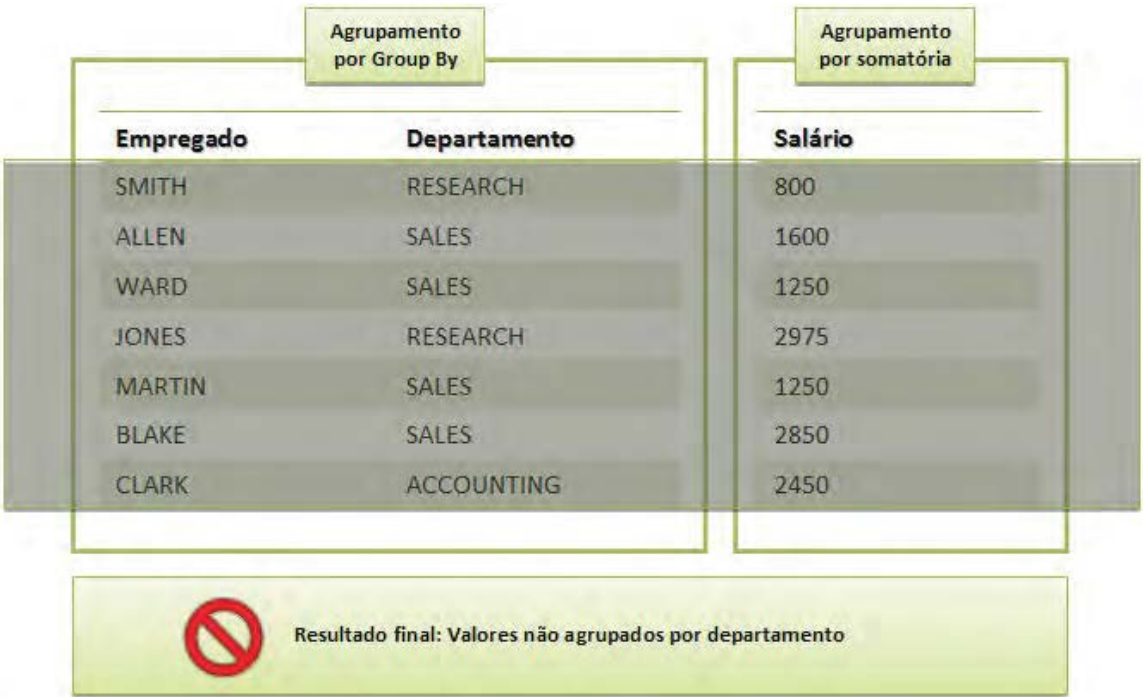 Agrupamento
por Group By
Agrupamento
por somatória
Empregado Departamento Salário
SMITH RESEARCH 800
ALLEN SALES 1600
WARD SALES 1250
JONES RESEARCH 2975
MARTIN SALES 1250
BLAKE SALES 2850
CLARK ACCOUNTING 2450
Resultado final: Valores não agrupados por departamento